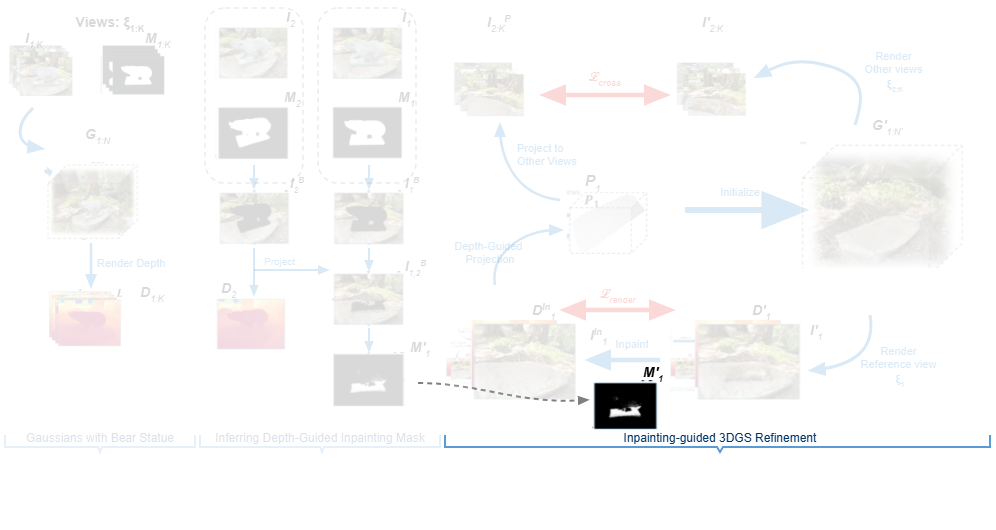 Views: ξ1:K
I1:K
M1:K
G1:N
Render Depth
D1:K
Gaussians with Bear Statue
I2
I1
M2
M1
I2B
I1B
Project
D2
I1,2B
M'1
Inferring Depth-Guided Inpainting Mask
I2:KP
I'2:K
ℒcross
Render
Other views
ξ2:K
G'1:N'
Project to
Other Views
P1
P1
Initialize
Depth-Guided
Projection
ℒrender
D1In
D'1
I1In
Inpaint
I'1
Render
Reference view
ξ1
M'1
Inpainting-guided 3DGS Refinement